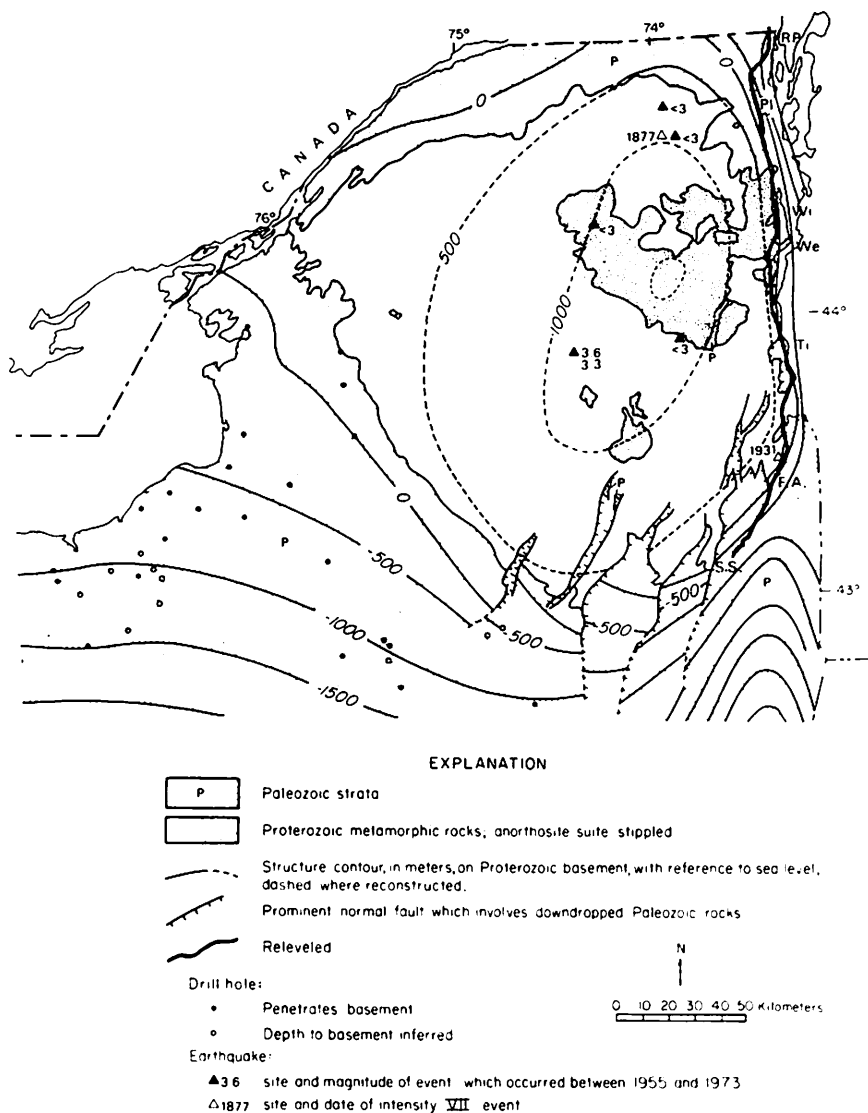 75°
74°
R.P.
P
0
0
Pl
<3
1877
<3
CANADA
76°
<3
Wi
We
500
1000
44°
<3
Ti
P
3 6
3 3
0
1931
F.A.
P
P
-500
S.S.
-500
43°
P
-1000
-500
-500
-1500
EXPLANATION
P Paleozoic strata
Proterozoic metamorphic rocks; anorthosite suite stippled
Structure contour, in meters, on Proterozoic basement, with reference to sea level,
dashed where reconstructed.
Prominent normal fault which involves downdropped Paleozoic rocks
Releveled
N
Drill hole:
0 10 20 30 40 50 Kilometers
Penetrates basement
Depth to basement inferred
Earthquake:
3 6 site and magnitude of event which occurred between 1955 and 1973
1877 site and date of intensity VII event